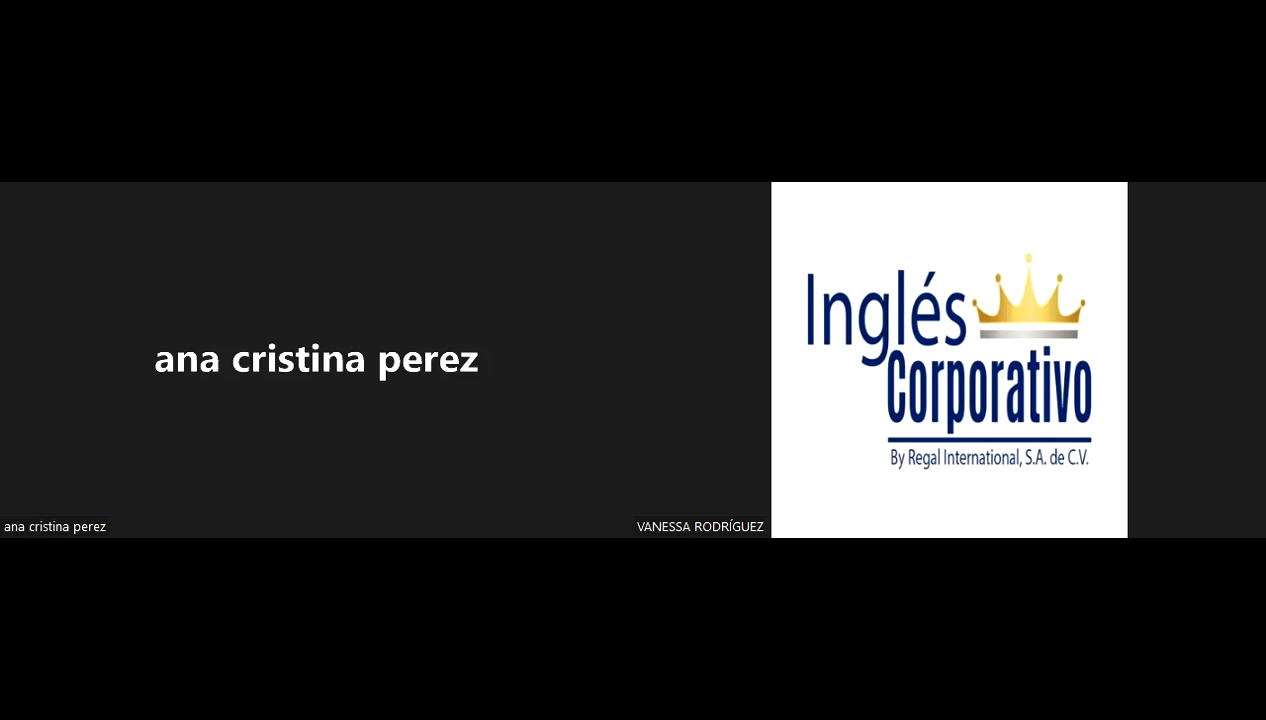 ana cristina perez
ana cristina perez
VANESSA RODRÍGUEZ
Inglés
Corporativo
By Regal International, S.A. de C.V.